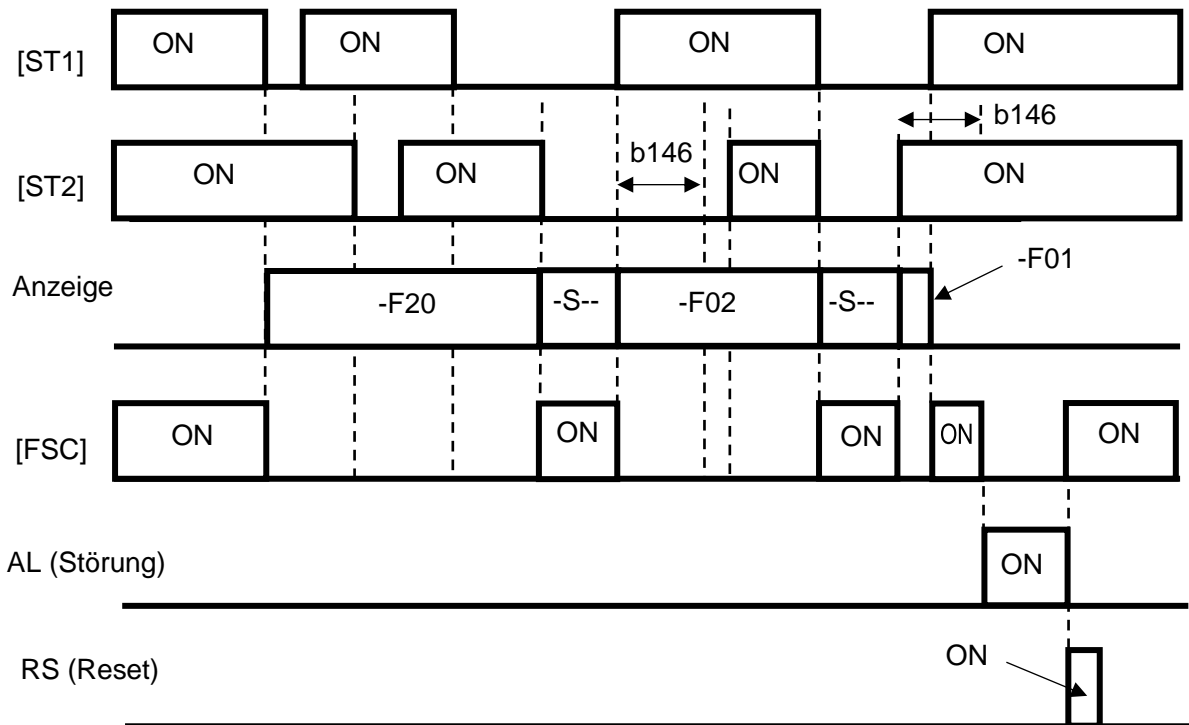 [ST1] ON ON ON ON
b146
[ST2] ON ON b146 ON ON
-F01
Anzeige -F20 -S-- -F02 -S--
[FSC] ON ON ON ON ON
AL (Störung) ON
RS (Reset) ON